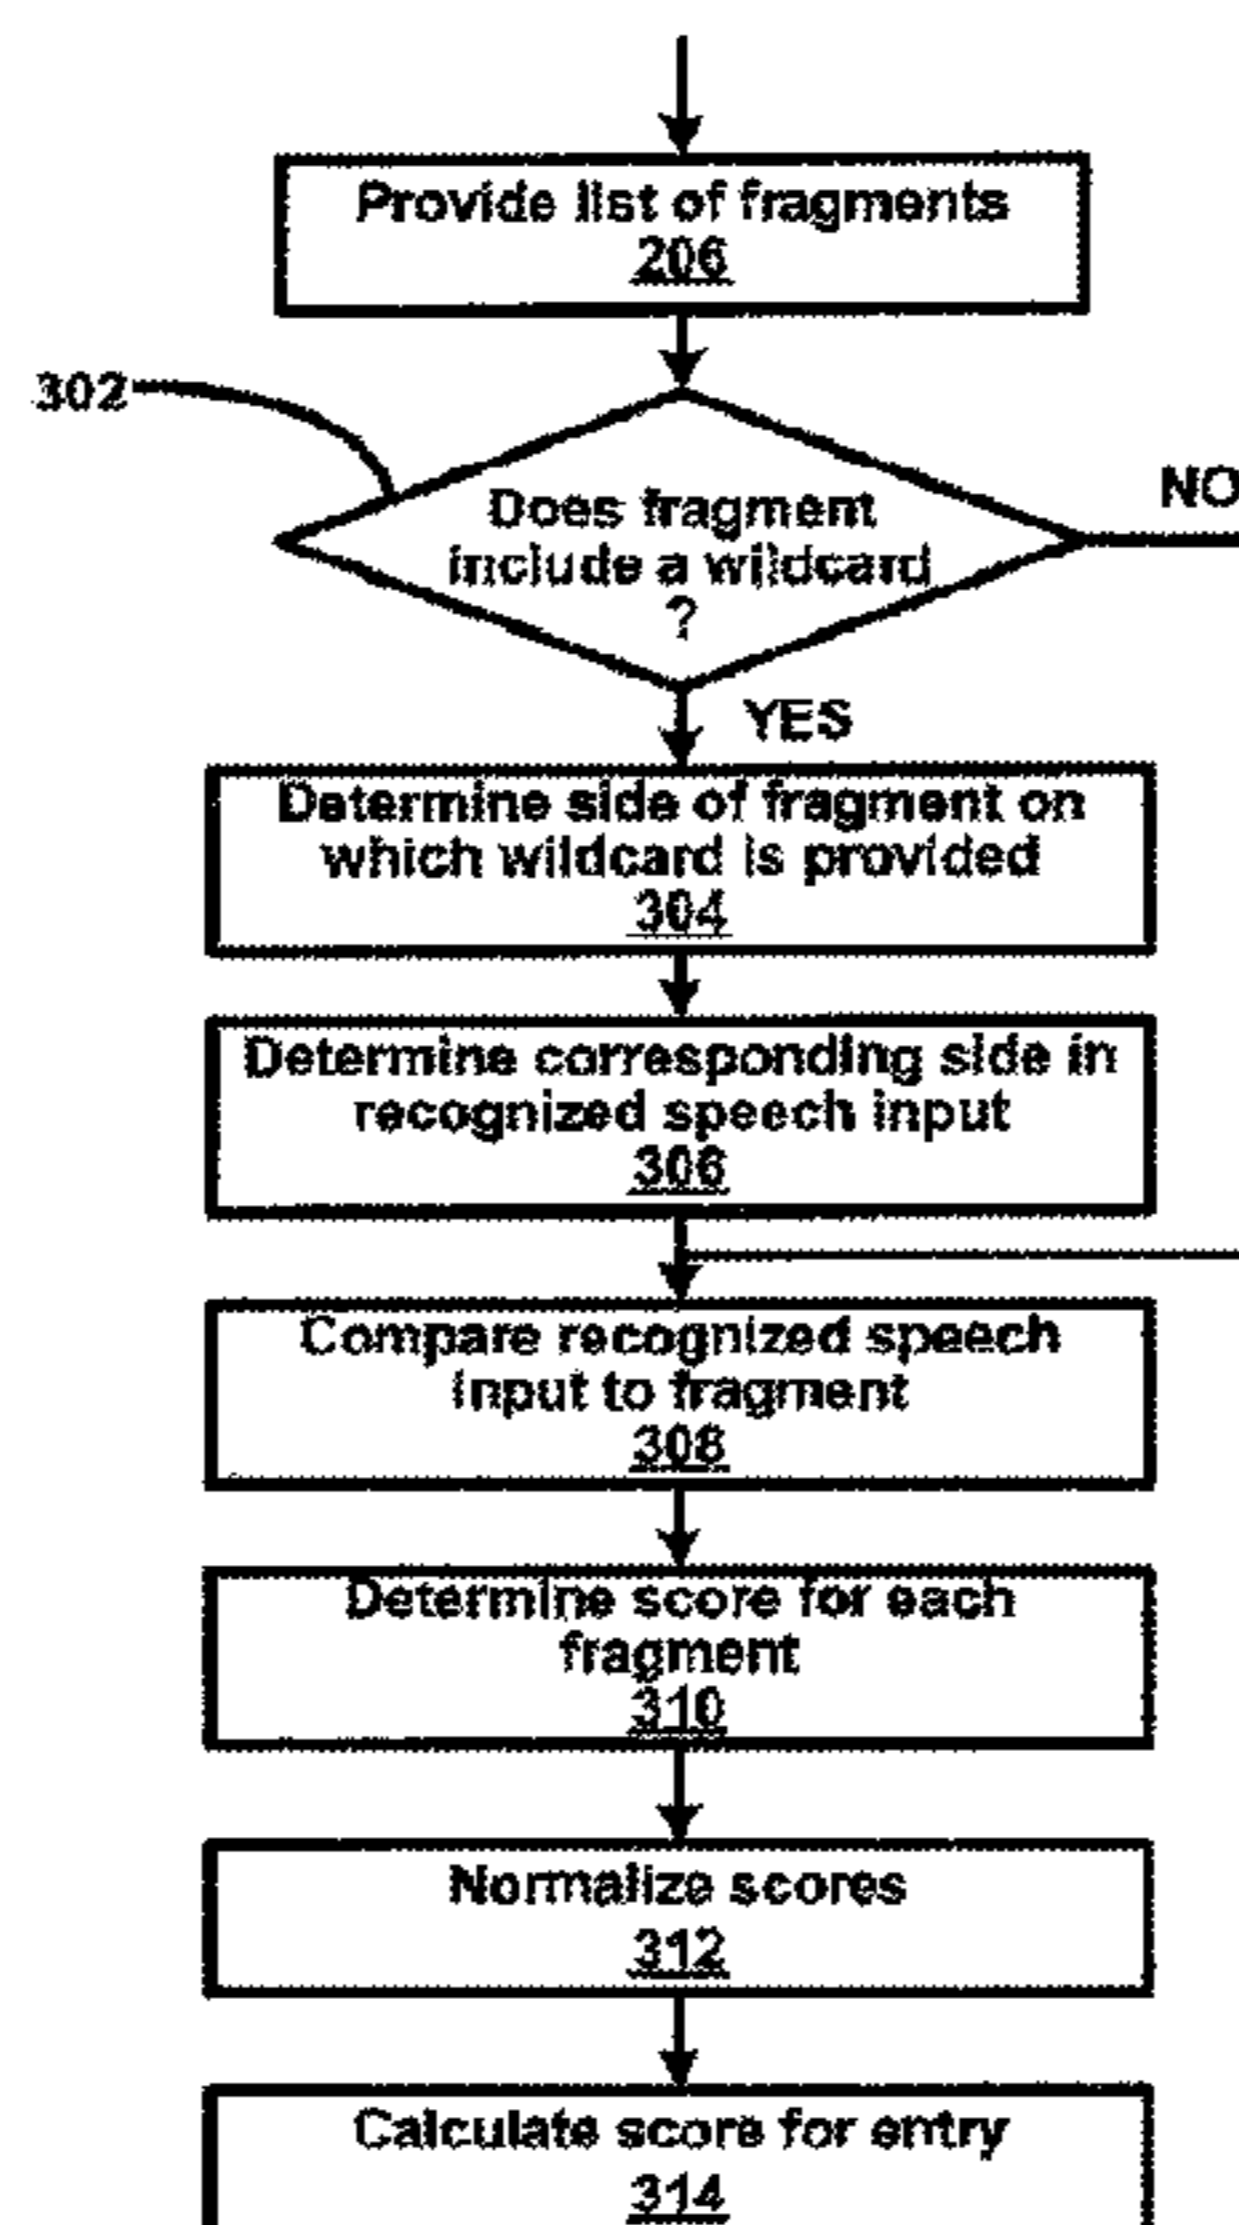 Provide list of fragments
206
302
NO
Does fragment
include a wildcard
?
YES
Determine side of fragment on
which wildcard is provided
304
Determine corresponding side in
recognized speech input
306
Compare recognized speech
input to fragment
308
Determine score for each
fragment
310
Normalize scores
312
Calculate score for entry
314